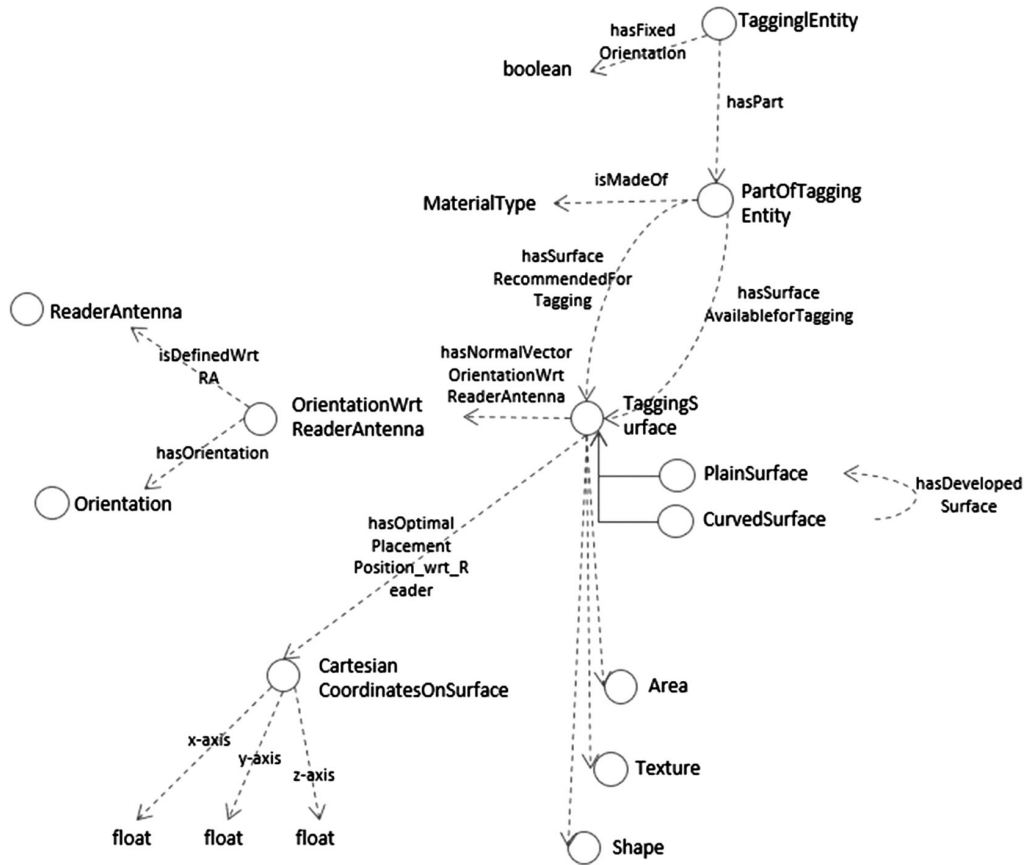 TagginglEntity
hasFixed
Orientation
boolean
hasPart
isMadeOf
MaterialType
PartOfTagging
Entity
hasSurface
RecommendedFor
Tagging
hasSurface
AvailableforTagging
ReaderAntenna
isDefinedWrt
RA
hasNormalVector
OrientationWrt
ReaderAntenna
OrientationWrt
ReaderAntenna
TaggingS
urface
hasOrientation
Orientation
PlainSurface
CurvedSurface
hasDeveloped
Surface
hasOptimal
Placement
Position_wrt_R
eader
Cartesian
CoordinatesOnSurface
Area
x-axis
y-axis
z-axis
Texture
float
float
float
Shape